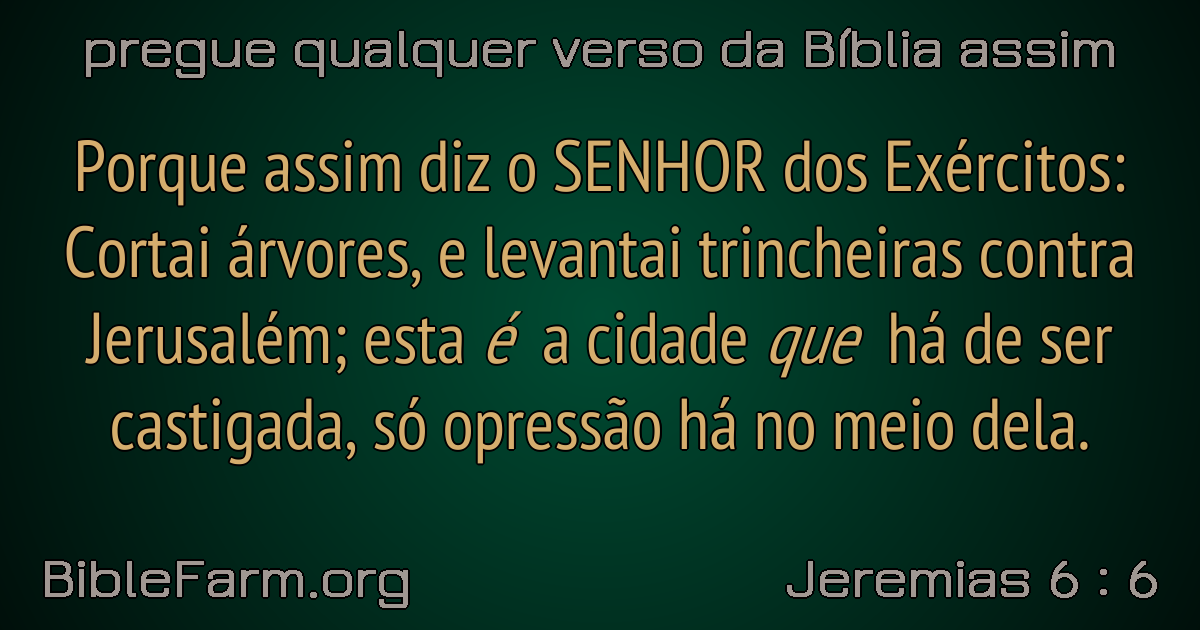 pregue qualquer verso da Bíblia assim
Porque assim diz o SENHOR dos Exércitos:
Cortai árvores, e levantai trincheiras contra
Jerusalém; esta é a cidade que há de ser
castigada, só opressão há no meio dela.
BibleFarm.org
Jeremias 6 : 6